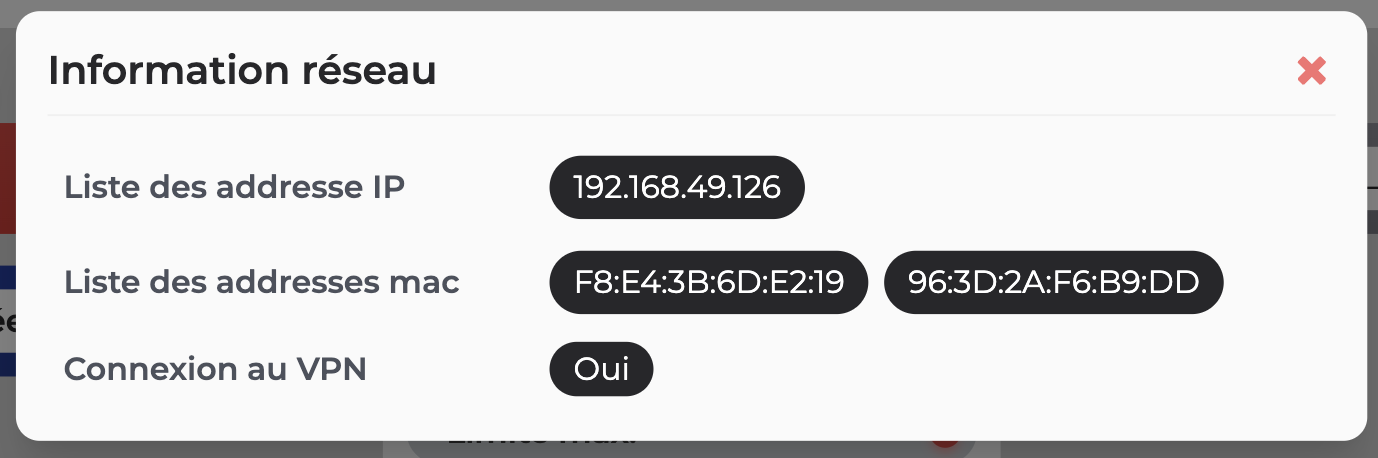 Information réseau
Liste des addresse IP 192.168.49.126
Liste des addresses mac F8:E4:3B:6D:E2:19 96:3D:2A:F6:B9:DD
Connexion au VPN Oui